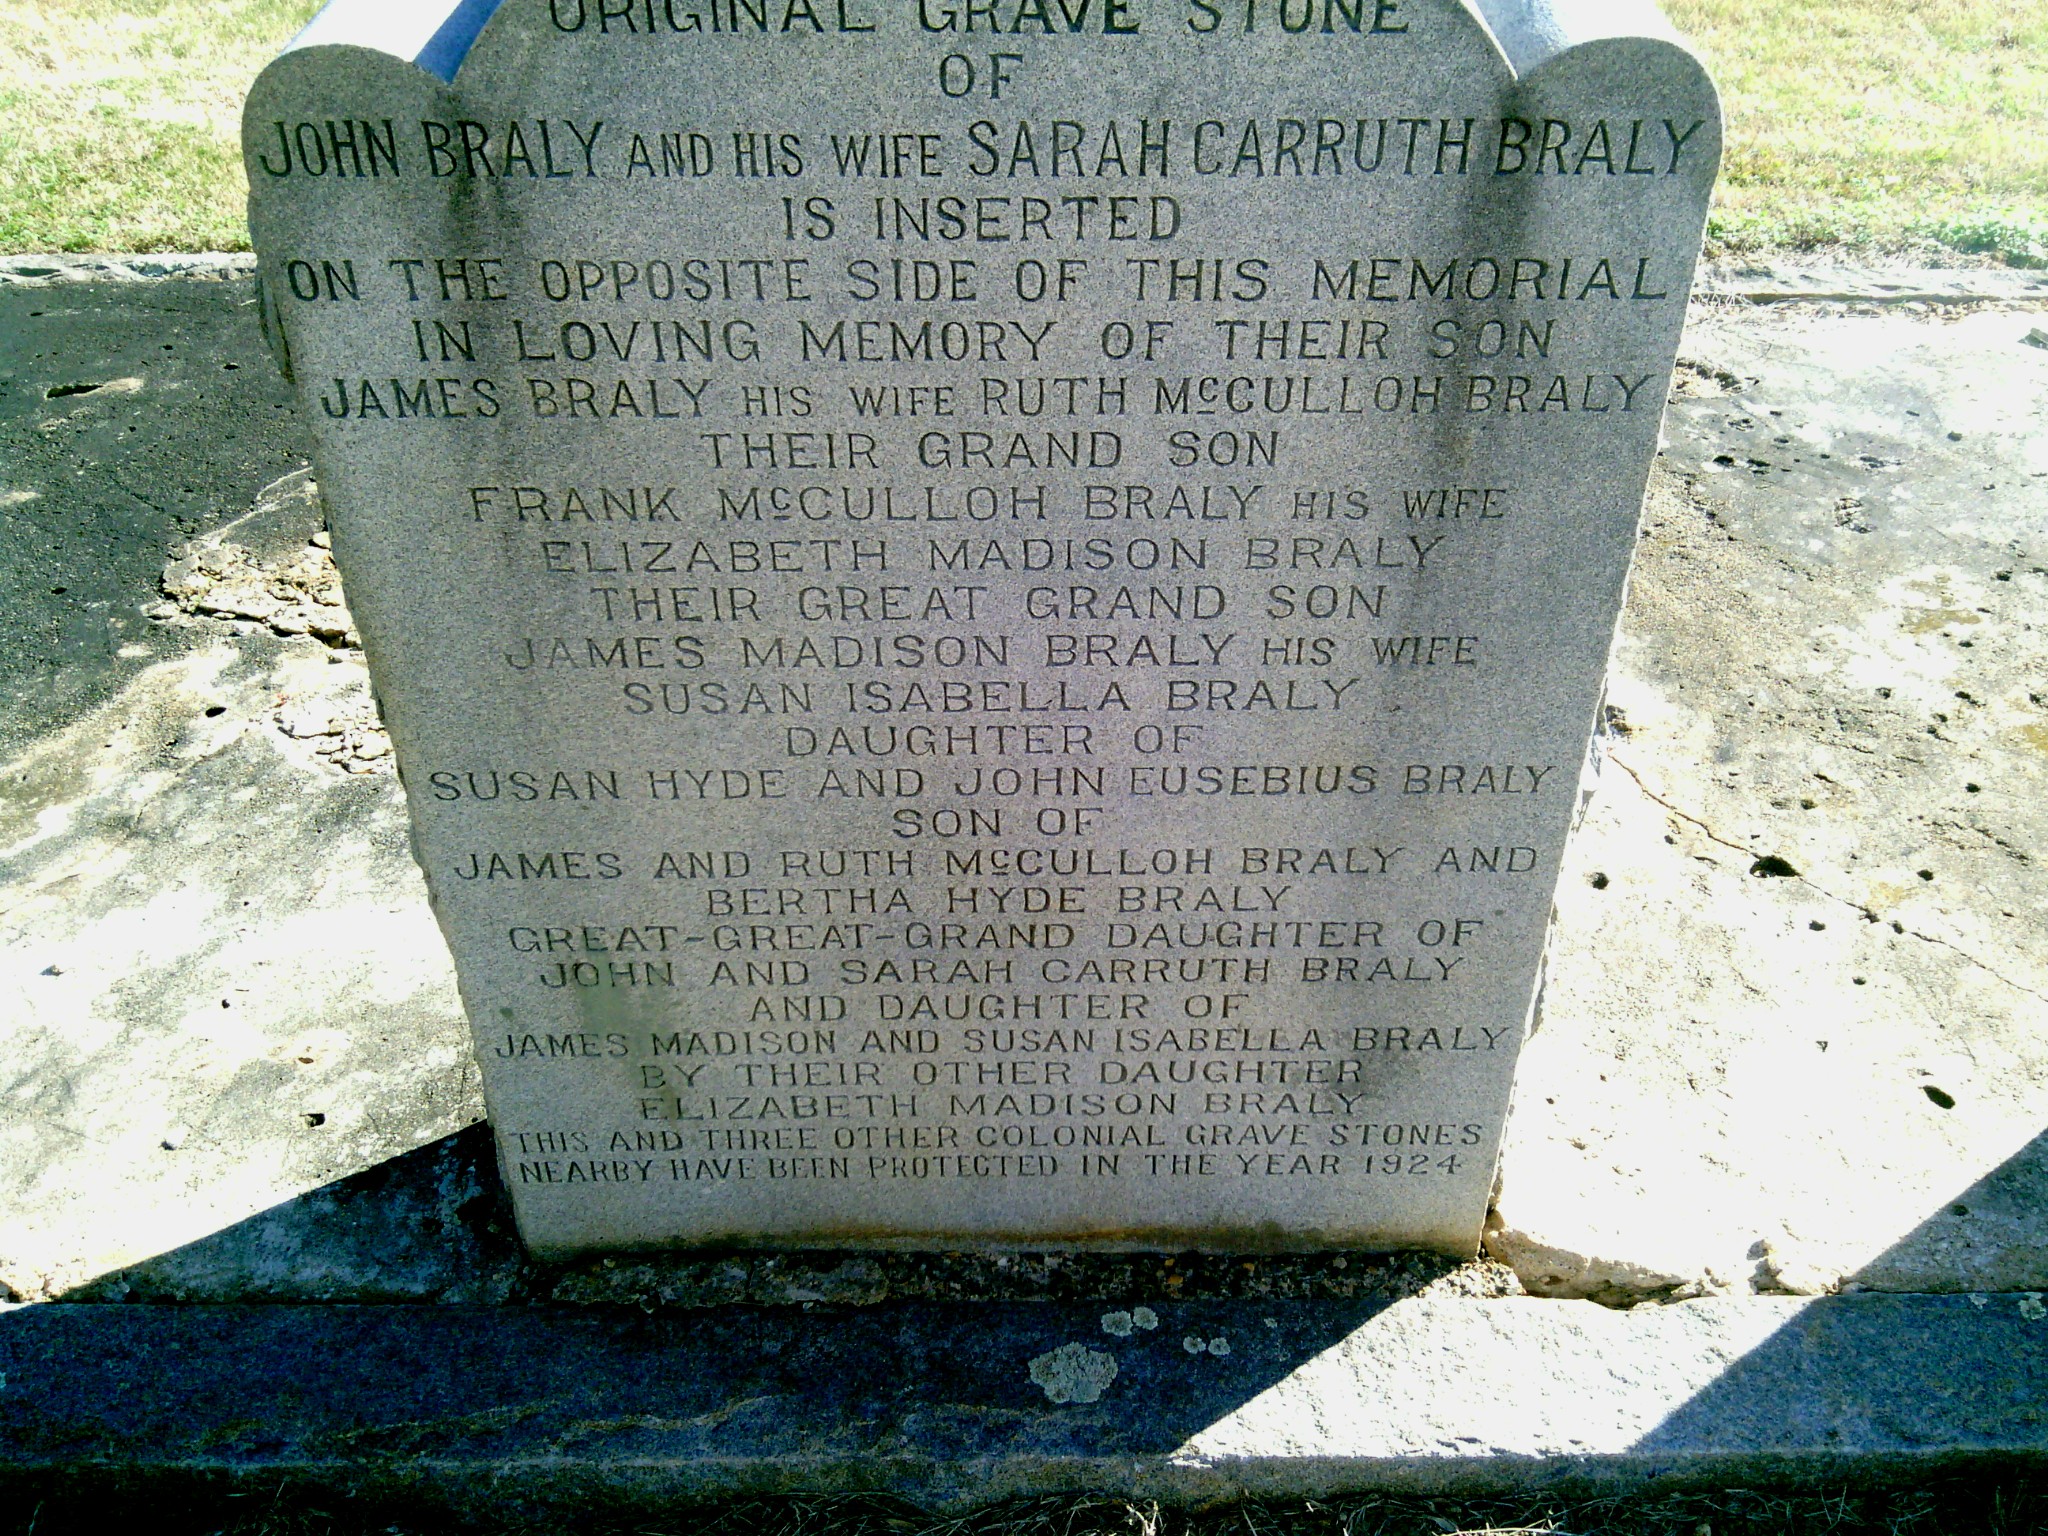 ORIGINAL GRAVE STONE
OF
JOHN BRALY AND HIS WIFE SARAH CARRUTH BRALY
IS INSERTED
ON THE OPPOSITE SIDE OF THIS MEMORIAL
IN LOVING MEMORY OF THEIR SON
JAMES BRALY HIS WIFE RUTH McCULLOH BRALY
THEIR GRAND SON
FRANK McCULLOH BRALY HIS WIFE
ELIZABETH MADISON BRALY
THEIR GREAT GRAND SON
JAMES MADISON BRALY HIS WIFE
SUSAN ISABELLA BRALY
DAUGHTER OF
SUSAN HYDE AND JOHN EUSEBIUS BRALY
SON OF
JAMES AND RUTH McCULLOH BRALY AND
BERTHA HYDE BRALY
GREAT-GREAT-GRAND DAUGHTER OF
JOHN AND SARAH CARRUTH BRALY
AND DAUGHTER OF
JAMES MADISON AND SUSAN ISABELLA BRALY
BY THEIR OTHER DAUGHTER
ELIZABETH MADISON BRALY
THIS AND THREE OTHER COLONIAL GRAVE STONES
NEARBY HAVE BEEN PROTECTED IN THE YEAR 1924